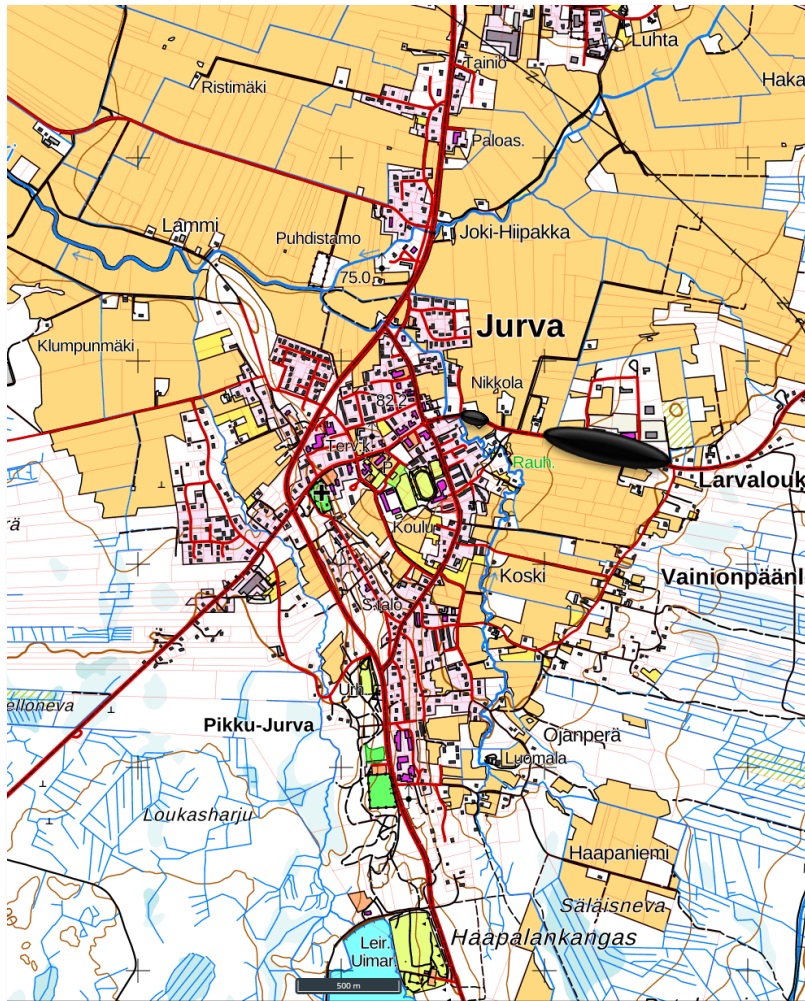 Luhta
Tainio
Ristimäki
Haka
Paloas.
Lammi
Joki-Hiipakka
Puhdistamo
75.0
Jurva
Klumpunmäki
Nikkola
82.2
Terv.k.
P
Rauh.
Larvalouk
Koulu
Koski
Vainionpäänl
S.talo
Urh.
elloneva
Pikku-Jurva
Ojanperä
Luomala
Loukasharju
Haapaniemi
Säläisneva
Haapalankangas
Leir.
Uimar.
500 m